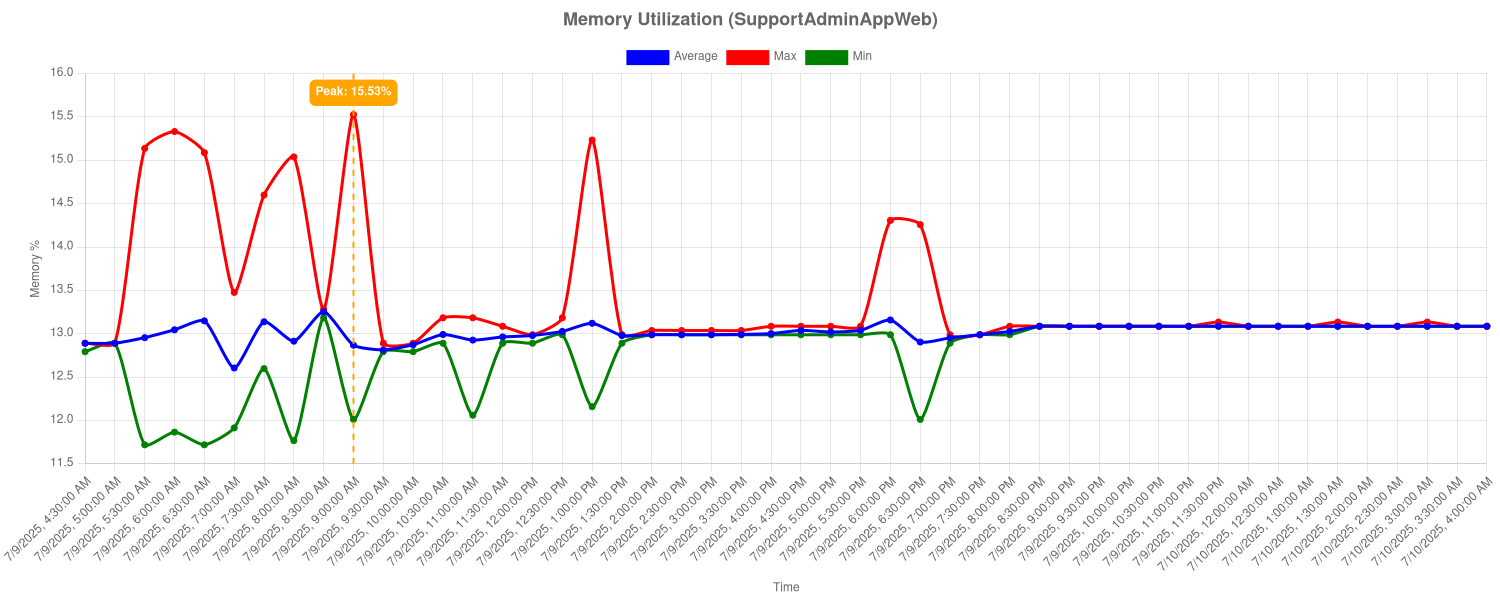 Memory Utilization (SupportAdminAppWeb)
Average Max Min
Peak: 15.53%
16.0
15.5
15.0
14.5
14.0
13.5
13.0
12.5
12.0
11.5
Memory %
7/9/2025, 4:30:00 AM
7/9/2025, 5:00:00 AM
7/9/2025, 5:30:00 AM
7/9/2025, 6:00:00 AM
7/9/2025, 6:30:00 AM
7/9/2025, 7:00:00 AM
7/9/2025, 7:30:00 AM
7/9/2025, 8:00:00 AM
7/9/2025, 8:30:00 AM
7/9/2025, 9:00:00 AM
7/9/2025, 9:30:00 AM
7/9/2025, 10:00:00 AM
7/9/2025, 10:30:00 AM
7/9/2025, 11:00:00 AM
7/9/2025, 11:30:00 AM
7/9/2025, 12:00:00 PM
7/9/2025, 12:30:00 PM
7/9/2025, 1:00:00 PM
7/9/2025, 1:30:00 PM
7/9/2025, 2:00:00 PM
7/9/2025, 2:30:00 PM
7/9/2025, 3:00:00 PM
7/9/2025, 3:30:00 PM
7/9/2025, 4:00:00 PM
7/9/2025, 4:30:00 PM
7/9/2025, 5:00:00 PM
7/9/2025, 5:30:00 PM
7/9/2025, 6:00:00 PM
7/9/2025, 6:30:00 PM
7/9/2025, 7:00:00 PM
7/9/2025, 7:30:00 PM
7/9/2025, 8:00:00 PM
7/9/2025, 8:30:00 PM
7/9/2025, 9:00:00 PM
7/9/2025, 9:30:00 PM
7/9/2025, 10:00:00 PM
7/9/2025, 10:30:00 PM
7/9/2025, 11:00:00 PM
7/9/2025, 11:30:00 PM
7/10/2025, 12:00:00 AM
7/10/2025, 12:30:00 AM
7/10/2025, 1:00:00 AM
7/10/2025, 1:30:00 AM
7/10/2025, 2:00:00 AM
7/10/2025, 2:30:00 AM
7/10/2025, 3:00:00 AM
7/10/2025, 3:30:00 AM
7/10/2025, 4:00:00 AM
Time